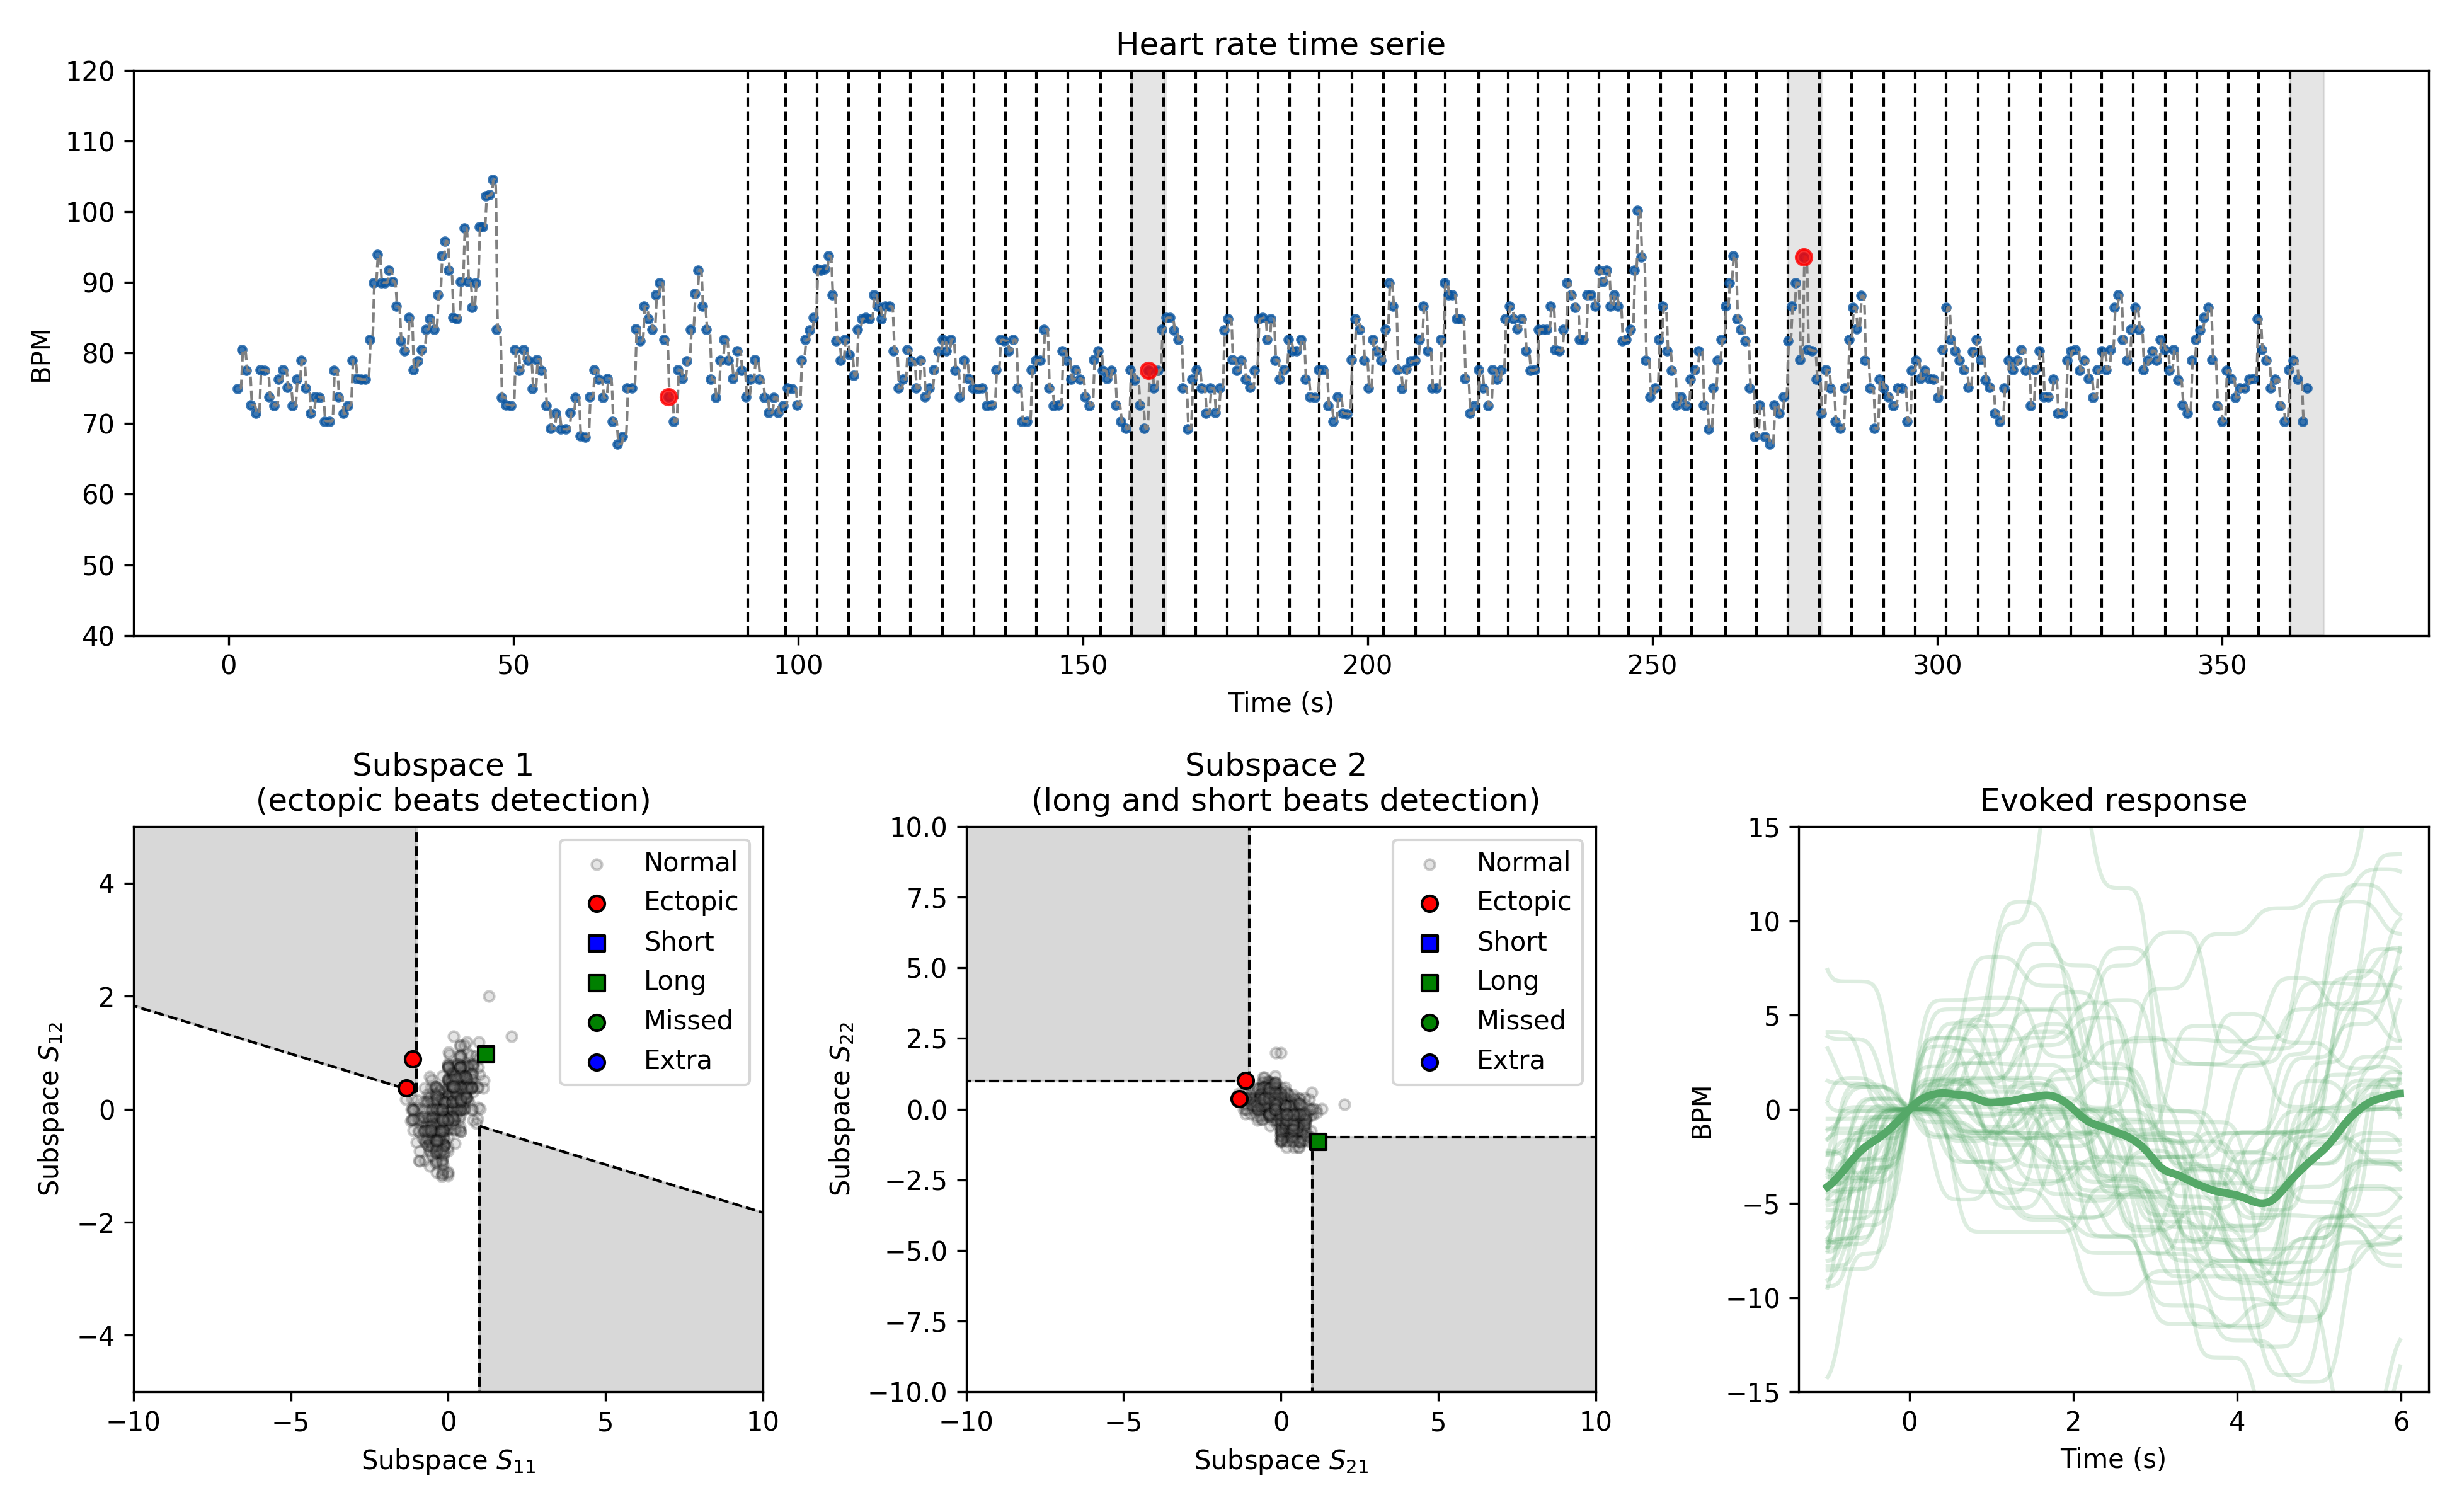 Heart rate time serie
120
110
100
90
80
70
60
50
40
BPM
0 50 100 150 200 250 300 350
Time (s)
Subspace 1
(ectopic beats detection)
4
2
0
−2
−4
Subspace S12
−10 −5 0 5 10
Subspace S11
Normal
Ectopic
Short
Long
Missed
Extra
Subspace 2
(long and short beats detection)
10.0
7.5
5.0
2.5
0.0
−2.5
−5.0
−7.5
−10.0
Subspace S22
−10 −5 0 5 10
Subspace S21
Normal
Ectopic
Short
Long
Missed
Extra
Evoked response
15
10
5
0
−5
−10
−15
BPM
0 2 4 6
Time (s)